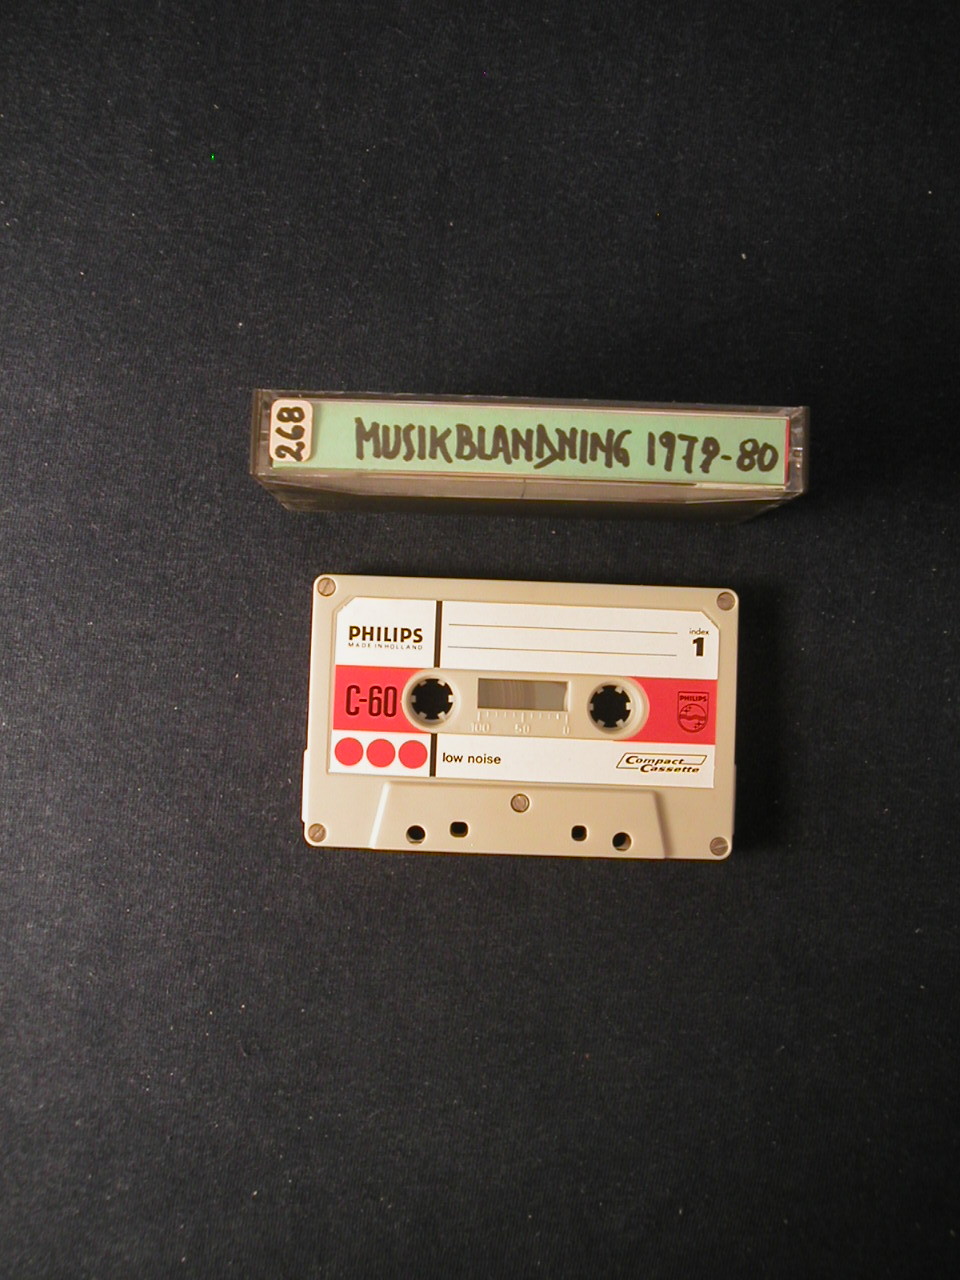 268
MUSIKBLANDNING 1979-80
PHILIPS
MADE IN HOLLAND
index
1
C-60
PHILIPS
100 50 0
low noise
Compact
Cassette